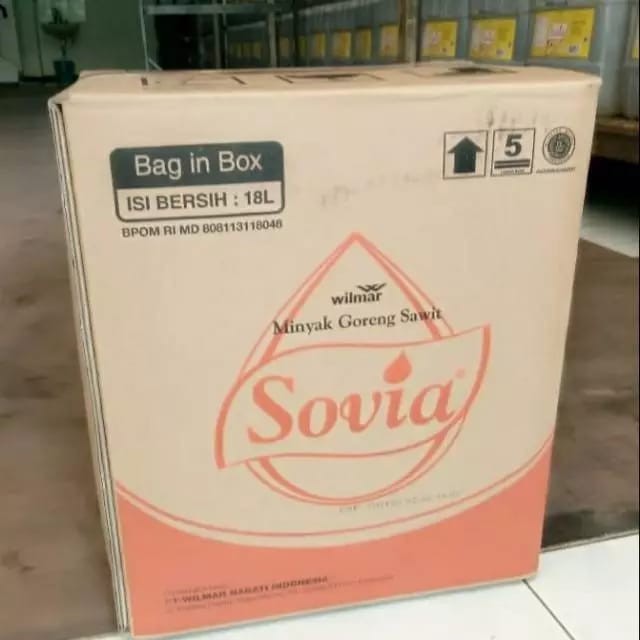 Bag in Box
ISI BERSIH : 18L
BPOM RI MD 808113118048
5
wilmar
Minyak Goreng Sawit
Sovia
PT. WILMAR NABATI INDONESIA